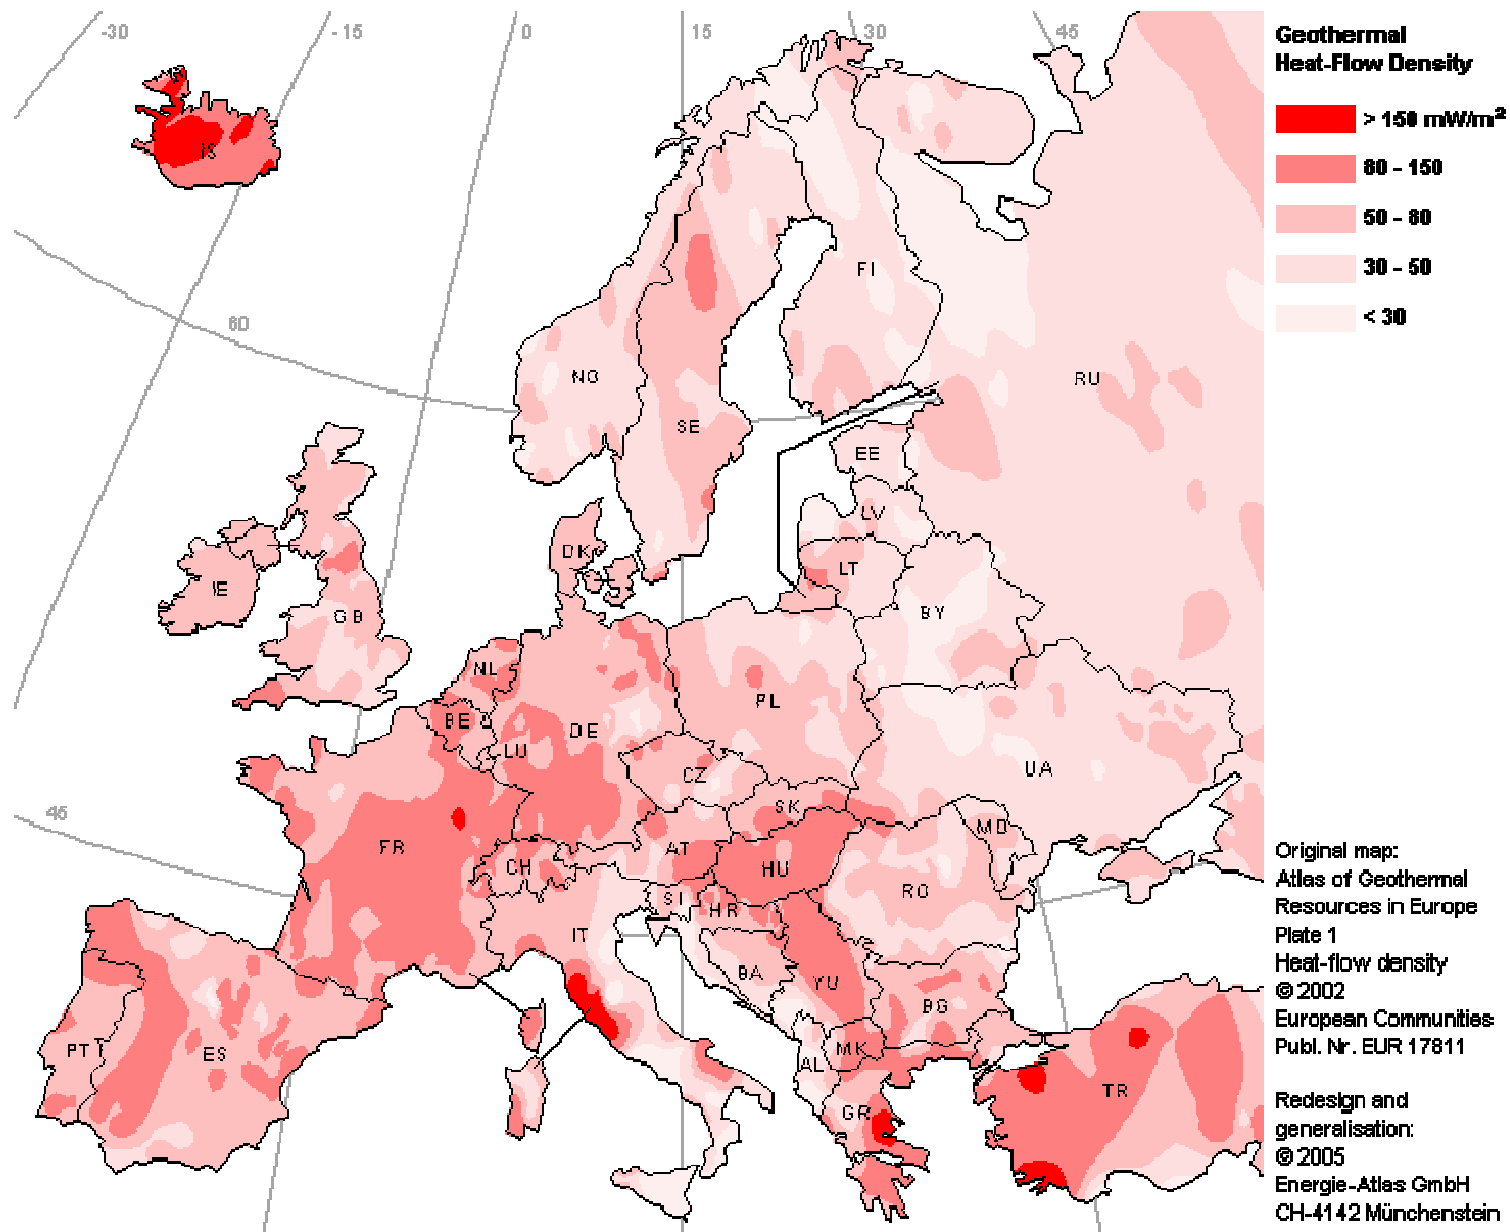 -30
-15
0
15
30
45
60
45
IS
NO
SE
FI
RU
EE
LV
LT
BY
DK
IE
GB
NL
BE
LU
DE
PL
CZ
UA
SK
FR
CH
AT
HU
MD
RO
SI
HR
IT
BA
YU
BG
PT
ES
MK
AL
GR
TR
Geothermal
Heat-Flow Density
> 150 mW/m²
80 - 150
50 - 80
30 - 50
< 30
Original map:
Atlas of Geothermal
Resources in Europe
Plate 1
Heat-flow density
© 2002
European Communities
Publ. Nr. EUR 17811
Redesign and
generalisation:
© 2005
Energie-Atlas GmbH
CH-4142 Münchenstein